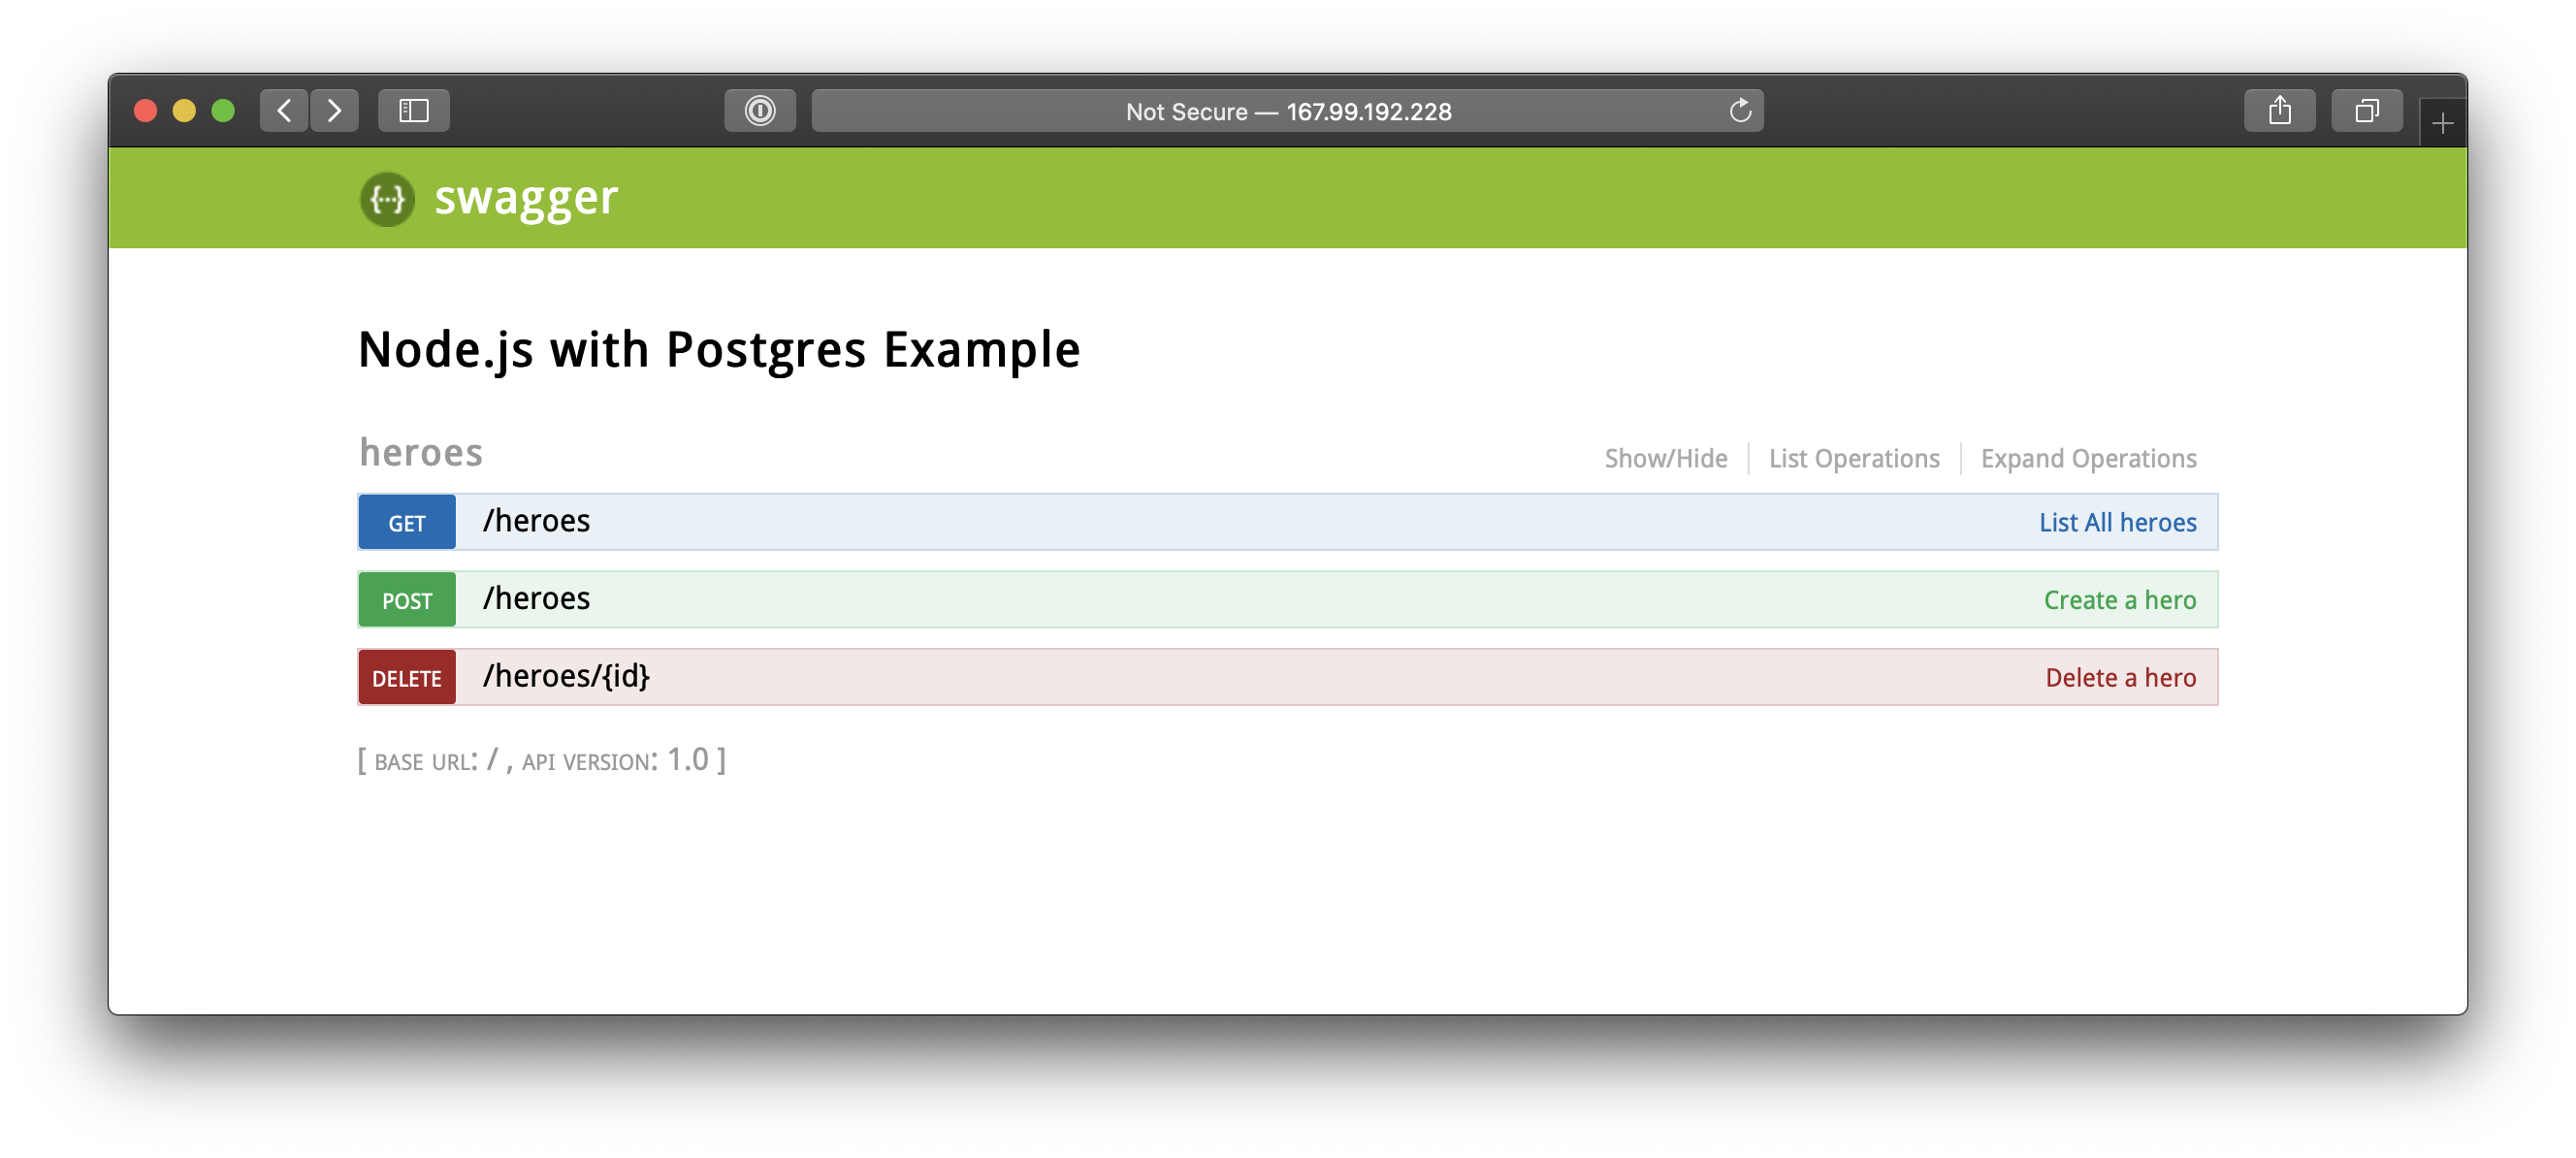 Not Secure — 167.99.192.228
{···} swagger
Node.js with Postgres Example
heroes Show/Hide List Operations Expand Operations
GET /heroes List All heroes
POST /heroes Create a hero
DELETE /heroes/{id} Delete a hero
[ BASE URL: / , API VERSION: 1.0 ]